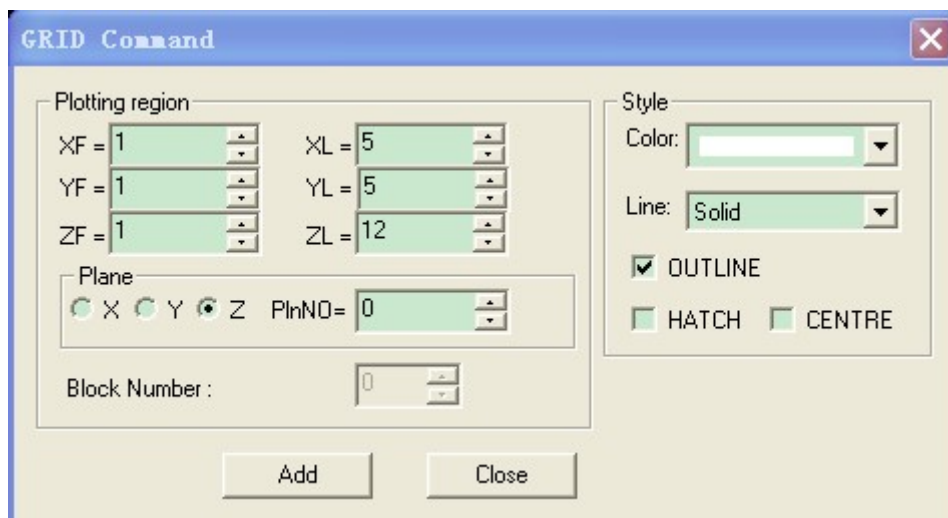 GRID Command
Plotting region
XF = 1 XL = 5
YF = 1 YL = 5
ZF = 1 ZL = 12
Plane
X Y Z PlnNO= 0
Block Number : 0
Style
Color:
Line: Solid
OUTLINE
HATCH CENTRE
Add Close